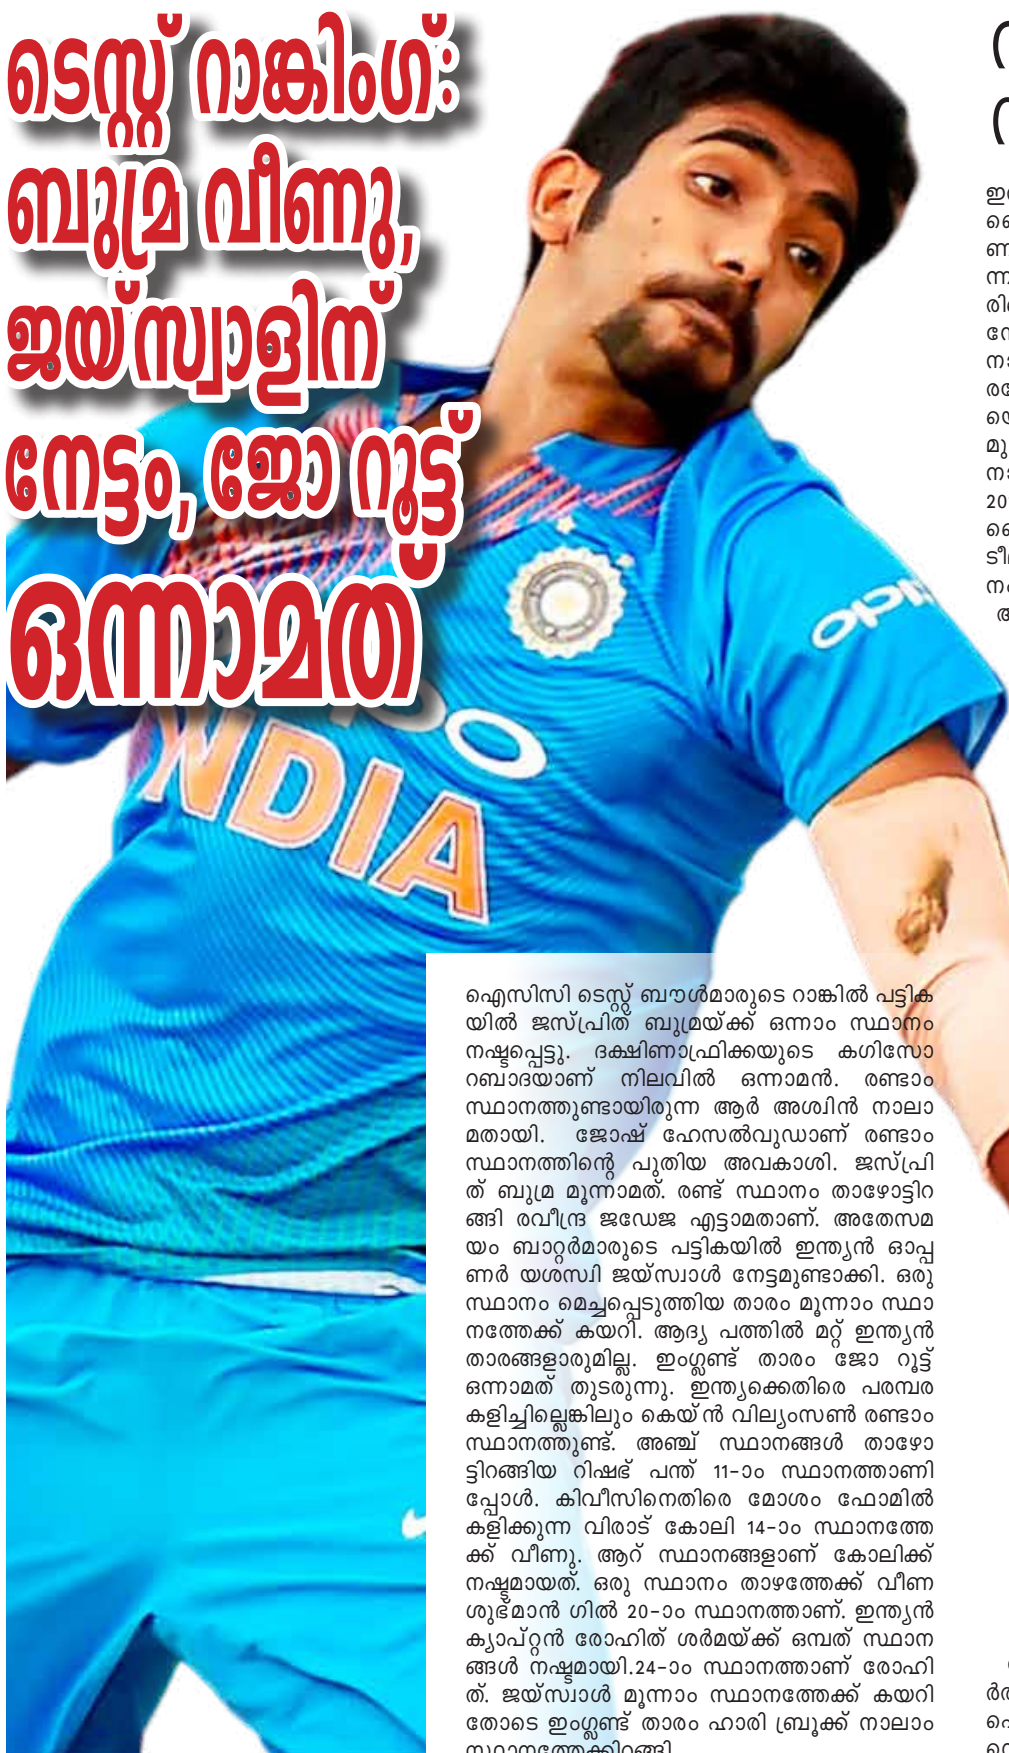 ടെസ്റ്റ് റാങ്കിംഗ്:
ബുമ്ര വീണു,
ജയ്സ്വാളിന്
നേട്ടം, ജോ റൂട്ട്
ഒന്നാമത്
oppo
INDIA
ഐസിസി ടെസ്റ്റ് ബൗൾമാരുടെ റാങ്കിൽ പട്ടിക
യിൽ ജസ്പ്രിത് ബുമ്രയ്ക്ക് ഒന്നാം സ്ഥാനം
നഷ്ടപ്പെട്ടു. ദക്ഷിണാഫ്രിക്കയുടെ കഗിസോ
റബാദയാണ് നിലവിൽ ഒന്നാമൻ. രണ്ടാം
സ്ഥാനത്തുണ്ടായിരുന്ന ആർ അശ്വിൻ നാലാ
മതായി. ജോഷ് ഹേസൽവുഡാണ് രണ്ടാം
സ്ഥാനത്തിന്റെ പുതിയ അവകാശി. ജസ്പ്രി
ത് ബുമ്ര മൂന്നാമത്. രണ്ട് സ്ഥാനം താഴോട്ടിറ
ങ്ങി രവീന്ദ്ര ജഡേജ എട്ടാമതാണ്. അതേസമ
യം ബാറ്റർമാരുടെ പട്ടികയിൽ ഇന്ത്യൻ ഓപ്പ
ണർ യശസ്വി ജയ്സ്വാൾ നേട്ടമുണ്ടാക്കി. ഒരു
സ്ഥാനം മെച്ചപ്പെടുത്തിയ താരം മൂന്നാം സ്ഥാ
നത്തേക്ക് കയറി. ആദ്യ പത്തിൽ മറ്റ് ഇന്ത്യൻ
താരങ്ങളാരുമില്ല. ഇംഗ്ലണ്ട് താരം ജോ റൂട്ട്
ഒന്നാമത് തുടരുന്നു. ഇന്ത്യക്കെതിരെ പരമ്പര
കളിച്ചില്ലെങ്കിലും കെയ്ൻ വില്യംസൺ രണ്ടാം
സ്ഥാനത്തുണ്ട്. അഞ്ച് സ്ഥാനങ്ങൾ താഴോ
ട്ടിറങ്ങിയ റിഷഭ് പന്ത് 11-ാം സ്ഥാനത്താണി
പ്പോൾ. കിവീസിനെതിരെ മോശം ഫോമിൽ
കളിക്കുന്ന വിരാട് കോലി 14-ാം സ്ഥാനത്തേ
ക്ക് വീണു. ആറ് സ്ഥാനങ്ങളാണ് കോലിക്ക്
നഷ്ടമായത്. ഒരു സ്ഥാനം താഴത്തേക്ക് വീണ
ശുഭ്മാൻ ഗിൽ 20-ാം സ്ഥാനത്താണ്. ഇന്ത്യൻ
ക്യാപ്റ്റൻ രോഹിത് ശർമയ്ക്ക് ഒമ്പത് സ്ഥാന
ങ്ങൾ നഷ്ടമായി.24-ാം സ്ഥാനത്താണ് രോഹി
ത്. ജയ്സ്വാൾ മൂന്നാം സ്ഥാനത്തേക്ക് കയറി
തോടെ ഇംഗ്ലണ്ട് താരം ഹാരി ബ്രൂക്ക് നാലാം
സ്ഥാനത്തേക്കിറങ്ങി.